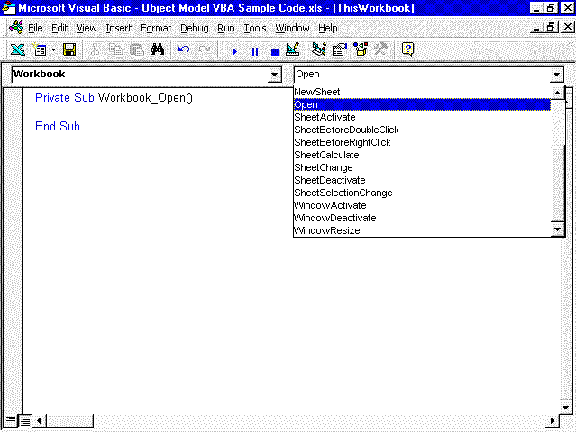 Microsoft Visual Basic - Object Model VBA Sample Code.xls - [ThisWorkbook]
File Edit View Insert Format Debug Run Tools Window Help
Workbook Open
Private Sub Workbook_Open()
End Sub
NewSheet
Open
SheetActivate
SheetBeforeDoubleClick
SheetBeforeRightClick
SheetCalculate
SheetChange
SheetDeactivate
SheetSelectionChange
WindowActivate
WindowDeactivate
WindowResize